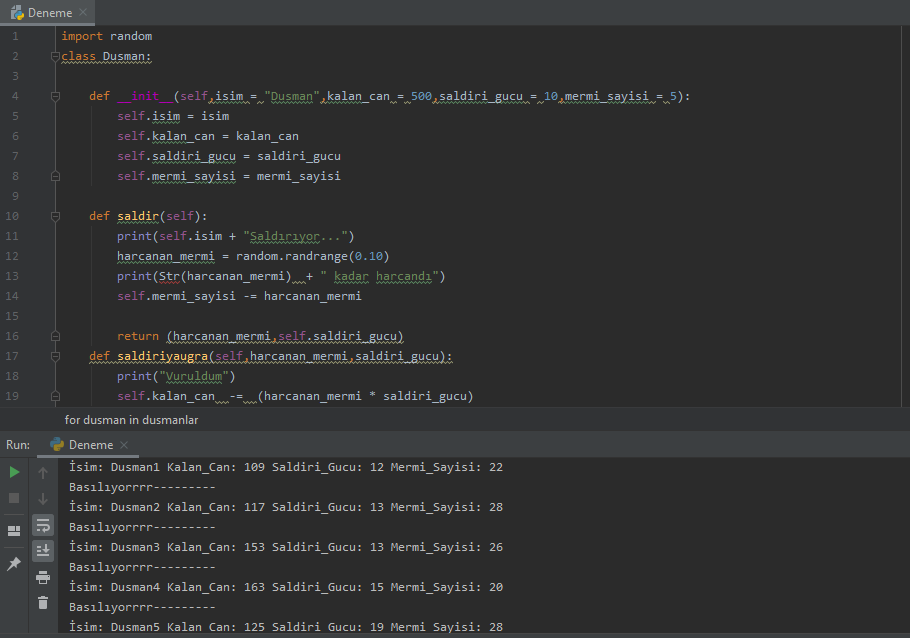 Deneme
1 import random
2 class Dusman:
3
4 def __init__(self,isim = "Dusman",kalan_can = 500,saldiri_gucu = 10,mermi_sayisi = 5):
5 self.isim = isim
6 self.kalan_can = kalan_can
7 self.saldiri_gucu = saldiri_gucu
8 self.mermi_sayisi = mermi_sayisi
9
10 def saldir(self):
11 print(self.isim + "Saldırıyor...")
12 harcanan_mermi = random.randrange(0.10)
13 print(Str(harcanan_mermi)  + " kadar harcandı")
14 self.mermi_sayisi -= harcanan_mermi
15
16 return (harcanan_mermi,self.saldiri_gucu)
17 def saldiriyaugra(self,harcanan_mermi,saldiri_gucu):
18 print("Vuruldum")
19 self.kalan_can  -=  (harcanan_mermi * saldiri_gucu)
for dusman in dusmanlar
Run: Deneme
İsim: Dusman1 Kalan_Can: 109 Saldiri_Gucu: 12 Mermi_Sayisi: 22
Basılıyorrrr---------
İsim: Dusman2 Kalan_Can: 117 Saldiri_Gucu: 13 Mermi_Sayisi: 28
Basılıyorrrr---------
İsim: Dusman3 Kalan_Can: 153 Saldiri_Gucu: 13 Mermi_Sayisi: 26
Basılıyorrrr---------
İsim: Dusman4 Kalan_Can: 163 Saldiri_Gucu: 15 Mermi_Sayisi: 20
Basılıyorrrr---------
İsim: Dusman5 Kalan_Can: 125 Saldiri_Gucu: 19 Mermi_Sayisi: 28